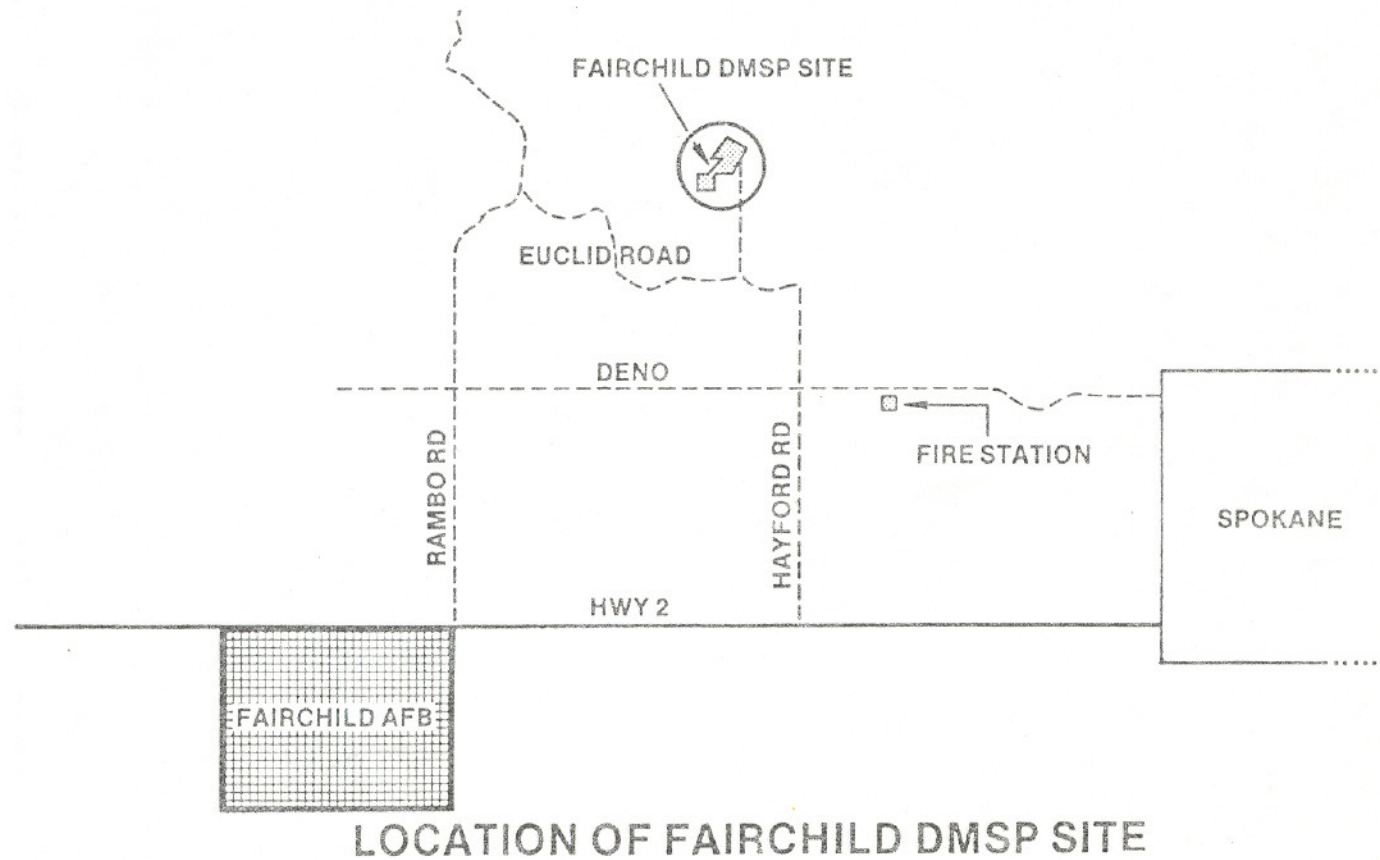 FAIRCHILD DMSP SITE
EUCLID ROAD
DENO
RAMBO RD
HAYFORD RD
FIRE STATION
SPOKANE
HWY 2
FAIRCHILD AFB
LOCATION OF FAIRCHILD DMSP SITE